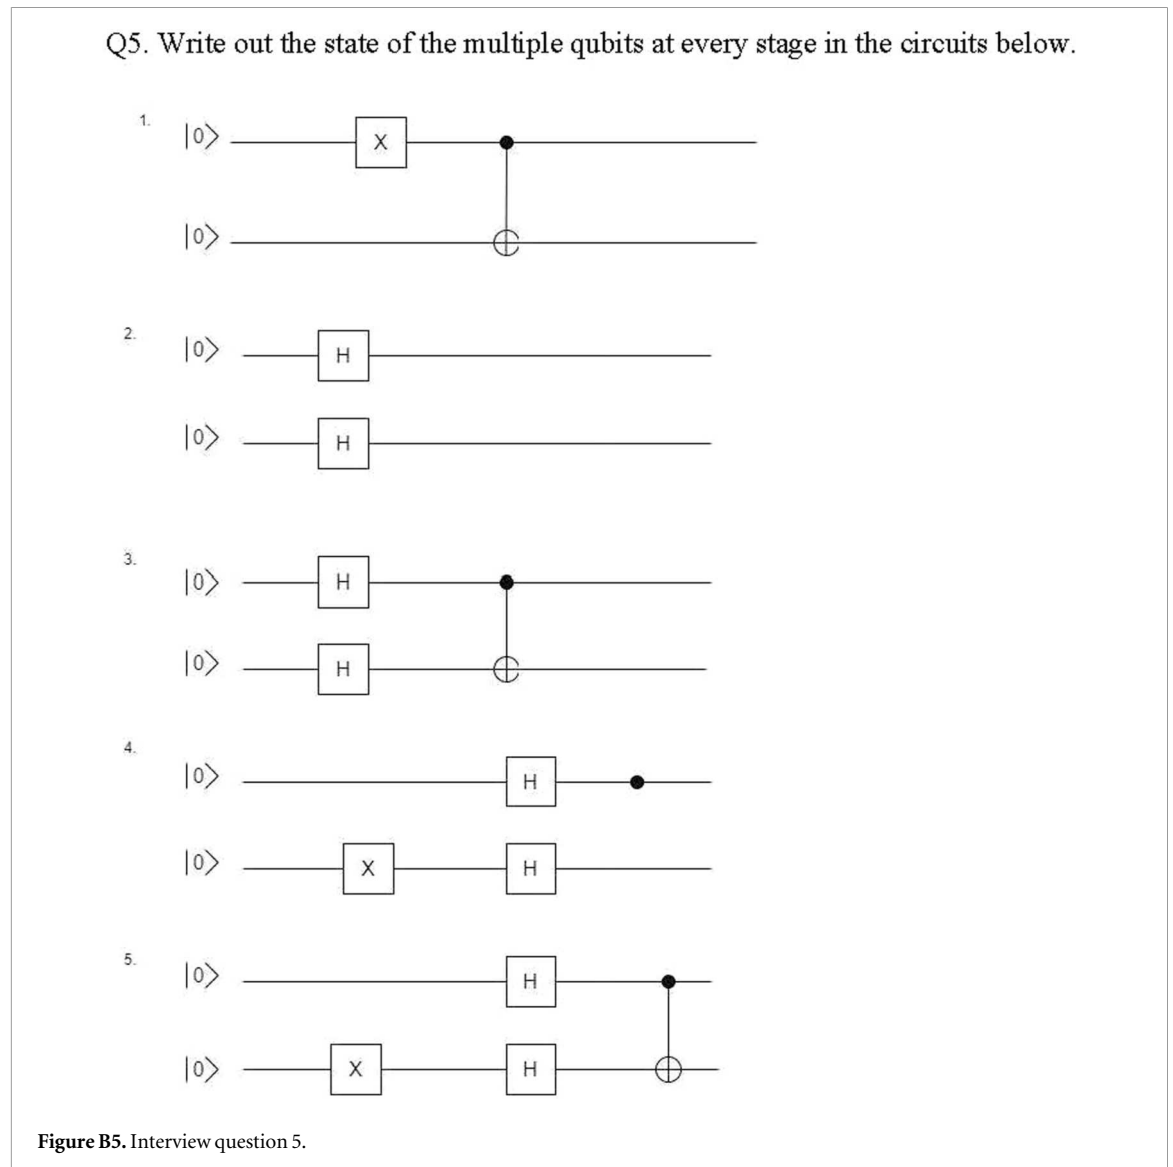 Q5. Write out the state of the multiple qubits at every stage in the circuits below.
1.
|0⟩
X
|0⟩
2.
|0⟩
H
|0⟩
H
3.
|0⟩
H
|0⟩
H
4.
|0⟩
H
|0⟩
X
H
5.
|0⟩
H
|0⟩
X
H
Figure B5. Interview question 5.